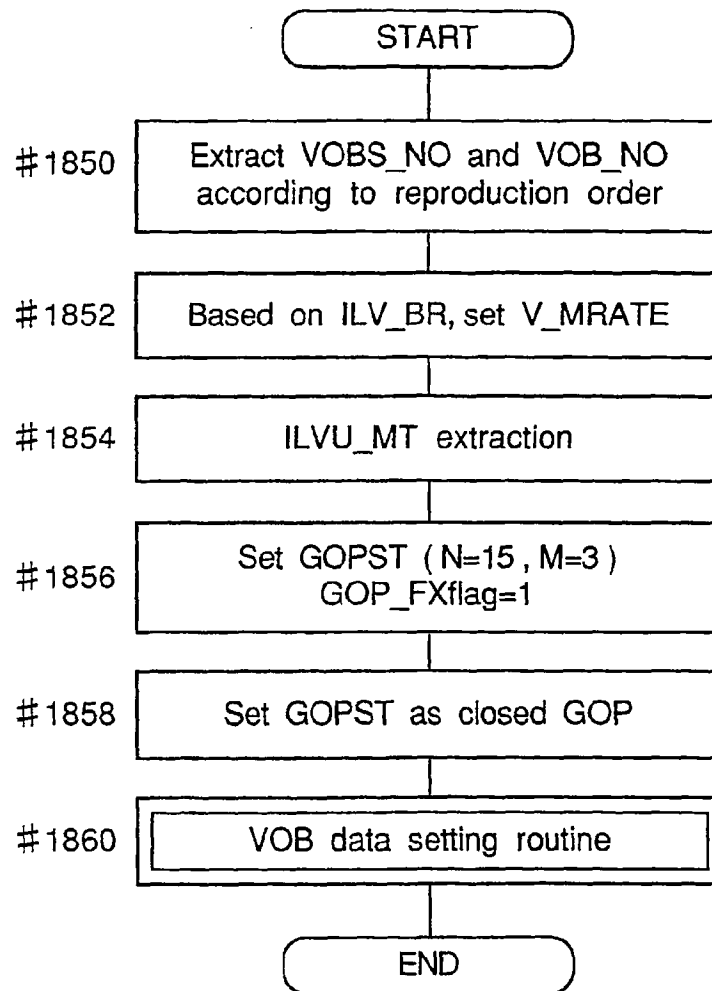 START
#1850 Extract VOBS_NO and VOB_NO
according to reproduction order
#1852 Based on ILV_BR, set V_MRATE
#1854 ILVU_MT extraction
#1856 Set GOPST (N=15, M=3)
GOP_FXflag=1
#1858 Set GOPST as closed GOP
#1860 VOB data setting routine
END